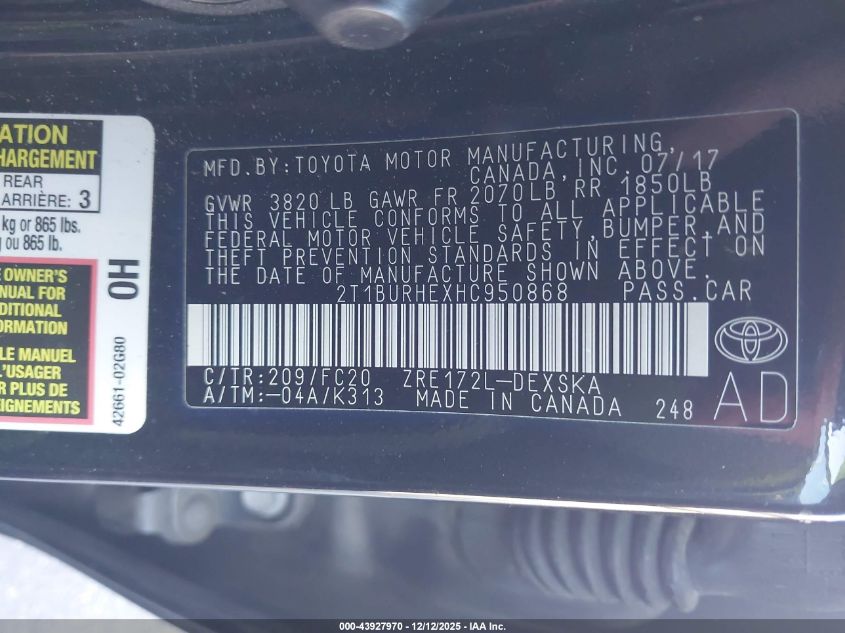 ATION
HARGEMENT
REAR
ARRIÈRE: 3
kg or 865 lbs.
ou 865 lb.
OWNER'S
NUAL FOR
DITIONAL
ORMATION
LE MANUEL
L'USAGER
R PLUS DE
EIGNEMENTS
OH
42661-02G80
MFD.BY:TOYOTA MOTOR MANUFACTURING,
CANADA,INC. 07/17
GVWR 3820 LB GAWR FR 2070LB, RR 1850LB
THIS VEHICLE CONFORMS TO ALL APPLICABLE
FEDERAL MOTOR VEHICLE SAFETY,BUMPER,AND
THEFT PREVENTION STANDARDS IN EFFECT ON
THE DATE OF MANUFACTURE SHOWN ABOVE.
2T1BURHEXHC950868 PASS.CAR
C/TR:209/FC20 ZRE172L-DEXSKA
A/TM:-04A/K313 MADE IN CANADA 248
AD
000-43927970 – 12/12/2025 – IAA Inc.